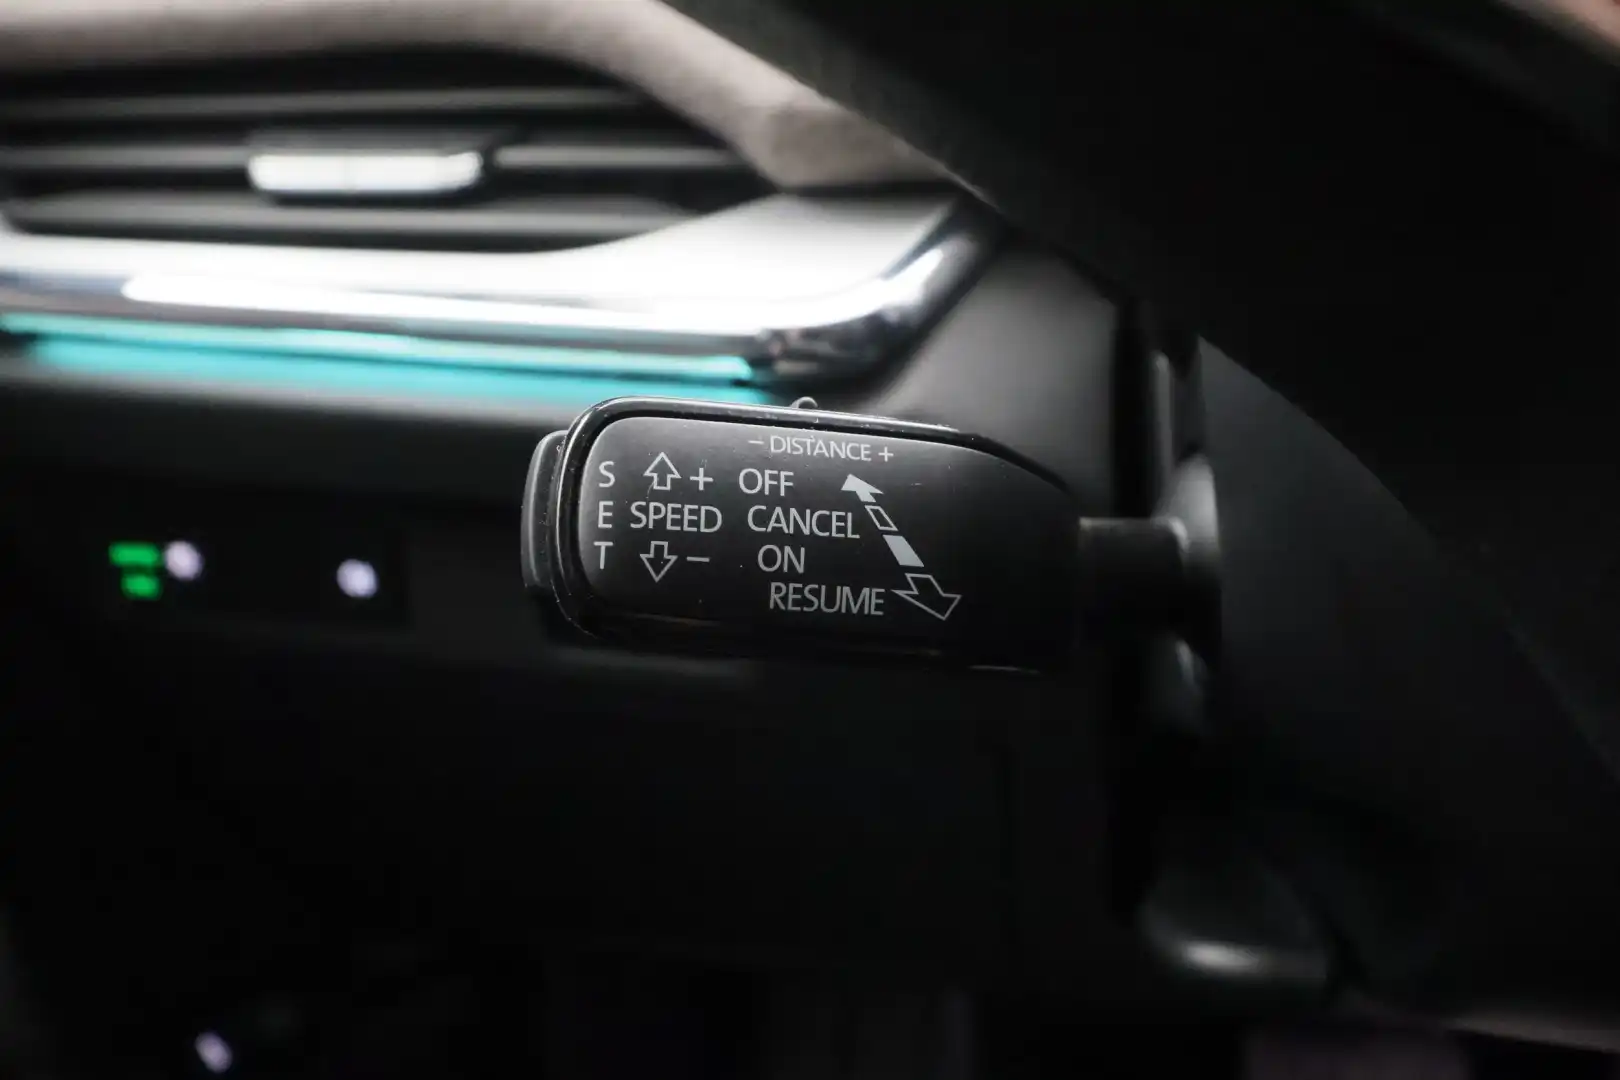 - DISTANCE +
S + OFF
E SPEED CANCEL
T - ON
RESUME